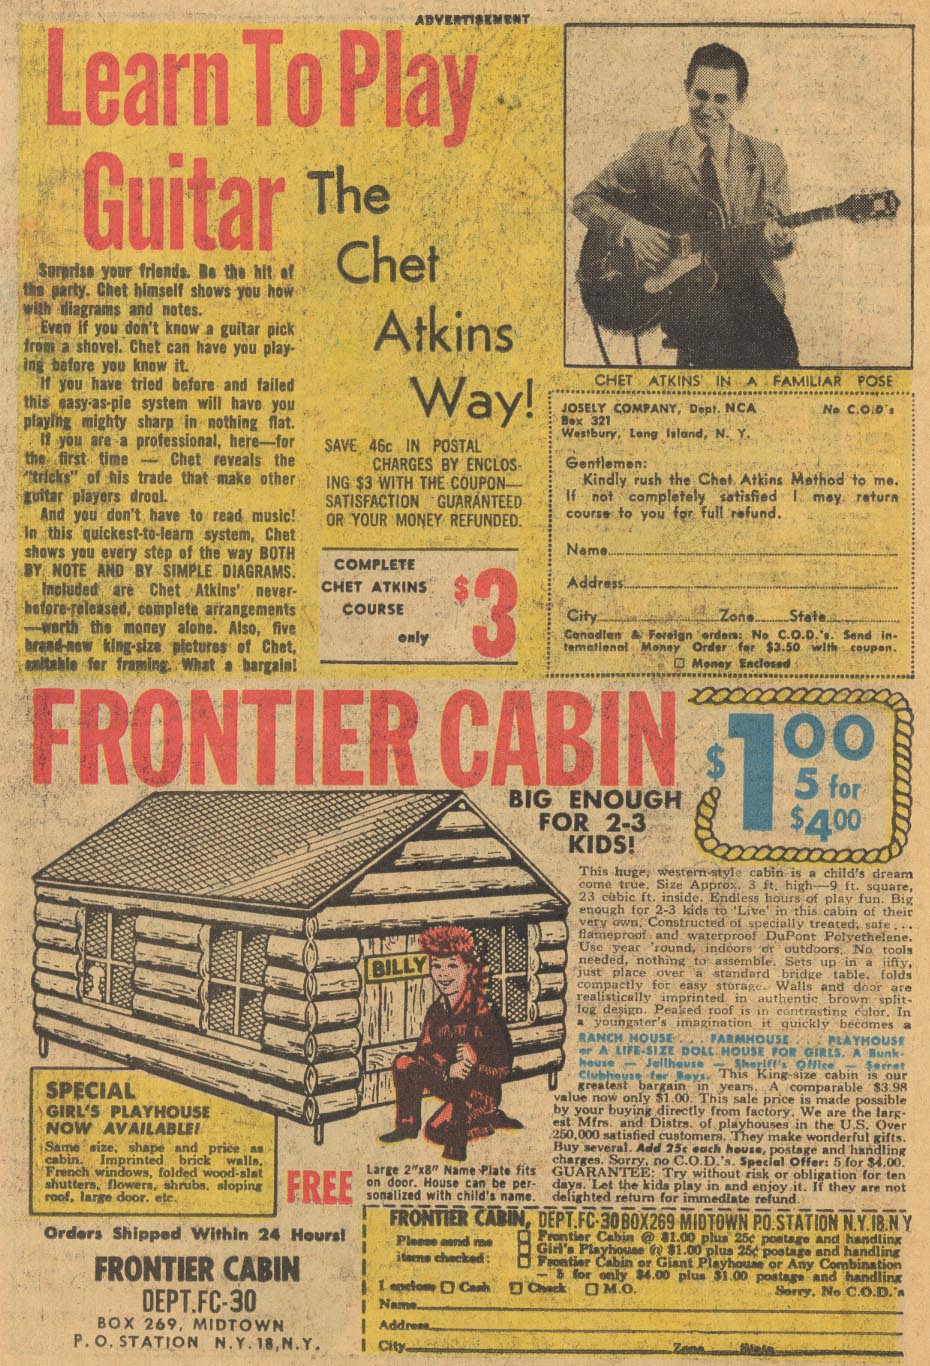 ADVERTISEMENT
Learn To Play
Guitar
The
Chet
Atkins
Way!
Surprise your friends. Be the hit of
the party. Chet himself shows you how
with diagrams and notes.
Even if you don't know a guitar pick
from a shovel. Chet can have you play-
ing before you know it.
If you have tried before and failed
this easy-as-pie system will have you
playing mighty sharp in nothing flat.
If you are a professional, here—for
the first time — Chet reveals the
"tricks" of his trade that make other
guitar players drool.
And you don't have to read music!
In this quickest-to-learn system, Chet
shows you every step of the way BOTH
BY NOTE AND BY SIMPLE DIAGRAMS.
Included are Chet Atkins' never-
before-released, complete arrangements
—worth the money alone. Also, five
brand-new king-size pictures of Chet,
suitable for framing. What a bargain!
SAVE 46c IN POSTAL
CHARGES BY ENCLOS-
ING $3 WITH THE COUPON—
SATISFACTION GUARANTEED
OR YOUR MONEY REFUNDED.
COMPLETE
CHET ATKINS
COURSE
only
$3
CHET ATKINS IN A FAMILIAR POSE
JOSELY COMPANY, Dept. NCA No C.O.D's
Box 321
Westbury, Long Island, N. Y.
Gentlemen:
Kindly rush the Chet Atkins Method to me.
If not completely satisfied I may return
course to you for full refund.
Name
Address
City Zone State
Canadian & Foreign orders: No C.O.D.'s. Send in-
ternational Money Order for $3.50 with coupon.
Money Enclosed
FRONTIER CABIN
$1.00
5 for
$4.00
BIG ENOUGH
FOR 2-3
KIDS!
BILLY
This huge, western-style cabin is a child's dream
come true. Size Approx. 3 ft. high—9 ft. square,
23 cubic ft. inside. Endless hours of play fun. Big
enough for 2-3 kids to 'Live' in this cabin of their
very own. Constructed of specially treated, safe . . .
flameproof and waterproof DuPont Polyethelene.
Use year 'round, indoors or outdoors. No tools
needed, nothing to assemble. Sets up in a jiffy,
just place over a standard bridge table, folds
compactly for easy storage. Walls and door are
realistically imprinted in authentic brown split-
log design. Peaked roof is in contrasting color. In
a youngster's imagination it quickly becomes a
RANCH HOUSE . . . FARMHOUSE . . . PLAYHOUSE
or A LIFE-SIZE DOLL HOUSE FOR GIRLS. A Bunk-
house — Jailhouse — Sheriff's Office — Secret
Clubhouse for Boys. This King-size cabin is our
greatest bargain in years. A comparable $3.98
value now only $1.00. This sale price is made possible
by your buying directly from factory. We are the larg-
est Mfrs. and Distrs. of playhouses in the U.S. Over
250,000 satisfied customers. They make wonderful gifts.
Buy several. Add 25c each house, postage and handling
charges. Sorry, no C.O.D.'s. Special Offer: 5 for $4.00.
GUARANTEE: Try without risk or obligation for ten
days. Let the kids play in and enjoy it. If they are not
delighted return for immediate refund.
SPECIAL
GIRL'S PLAYHOUSE
NOW AVAILABLE!
Same size, shape and price as
cabin. Imprinted brick walls,
French windows, folded wood-slat
shutters, flowers, shrubs, sloping
roof, large door, etc.
FREE
Large 2"x8" Name Plate fits
on door. House can be per-
sonalized with child's name.
Orders Shipped Within 24 Hours!
FRONTIER CABIN
DEPT.FC-30
BOX 269, MIDTOWN
P.O. STATION N.Y. 18, N.Y.
FRONTIER CABIN, DEPT. FC-30 BOX 269 MIDTOWN P.O. STATION N.Y. 18, N.Y
Please send me
items checked:
Frontier Cabin @ $1.00 plus 25¢ postage and handling
Girl's Playhouse @ $1.00 plus 25¢ postage and handling
Frontier Cabin or Giant Playhouse or Any Combination
— 5 for only $4.00 plus $1.00 postage and handling
I enclose Cash Check M.O. Sorry, No C.O.D.'s
Name
Address
City Zone State